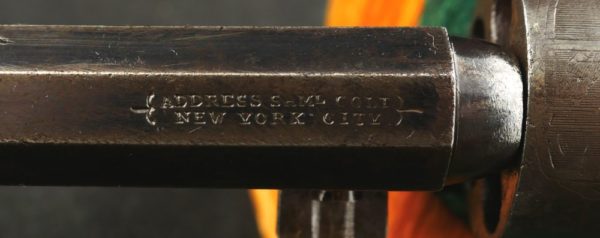 ADDRESS SAML COLT
NEW YORK CITY